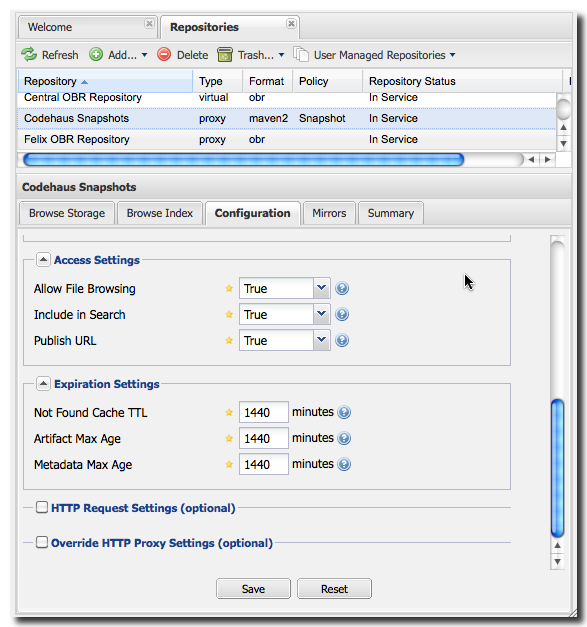 Welcome Repositories
Refresh Add... Delete Trash... User Managed Repositories
Repository Type Format Policy Repository Status
Central OBR Repository virtual obr In Service
Codehaus Snapshots proxy maven2 Snapshot In Service
Felix OBR Repository proxy obr In Service
Codehaus Snapshots
Browse Storage Browse Index Configuration Mirrors Summary
Access Settings
Allow File Browsing True
Include in Search True
Publish URL True
Expiration Settings
Not Found Cache TTL 1440 minutes
Artifact Max Age 1440 minutes
Metadata Max Age 1440 minutes
HTTP Request Settings (optional)
Override HTTP Proxy Settings (optional)
Save Reset